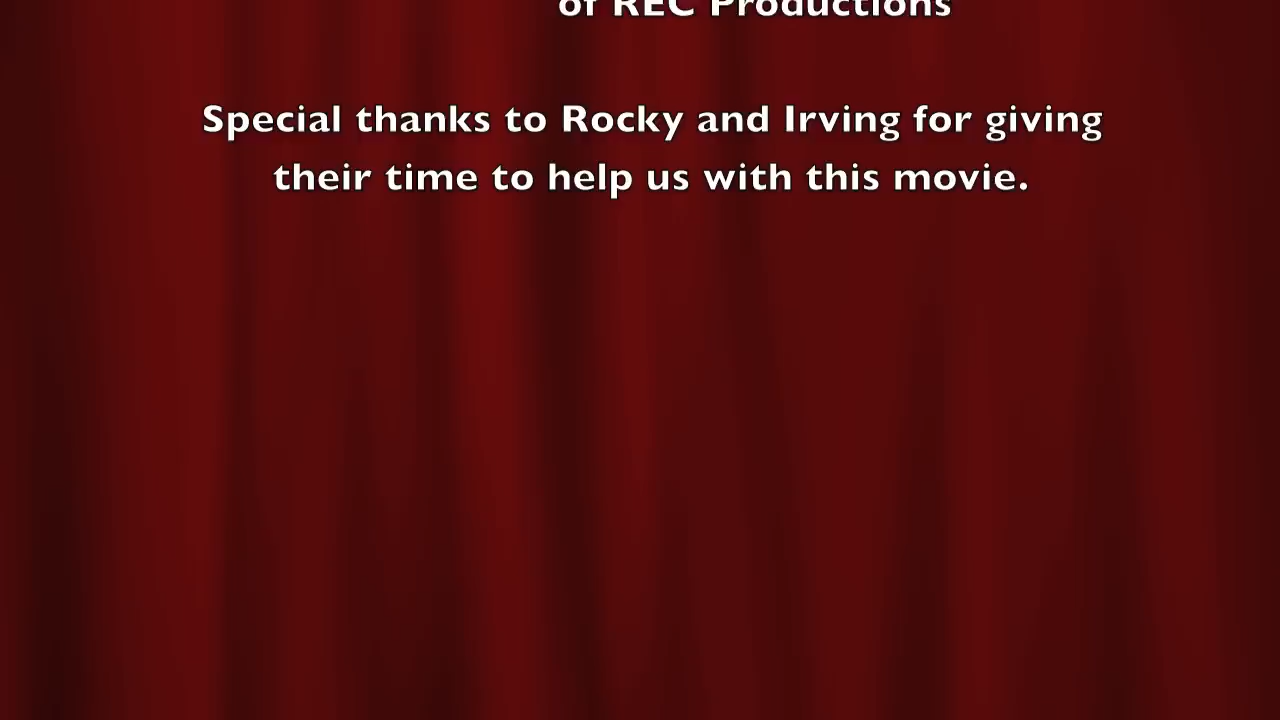 of REC Productions
Special thanks to Rocky and Irving for giving
their time to help us with this movie.